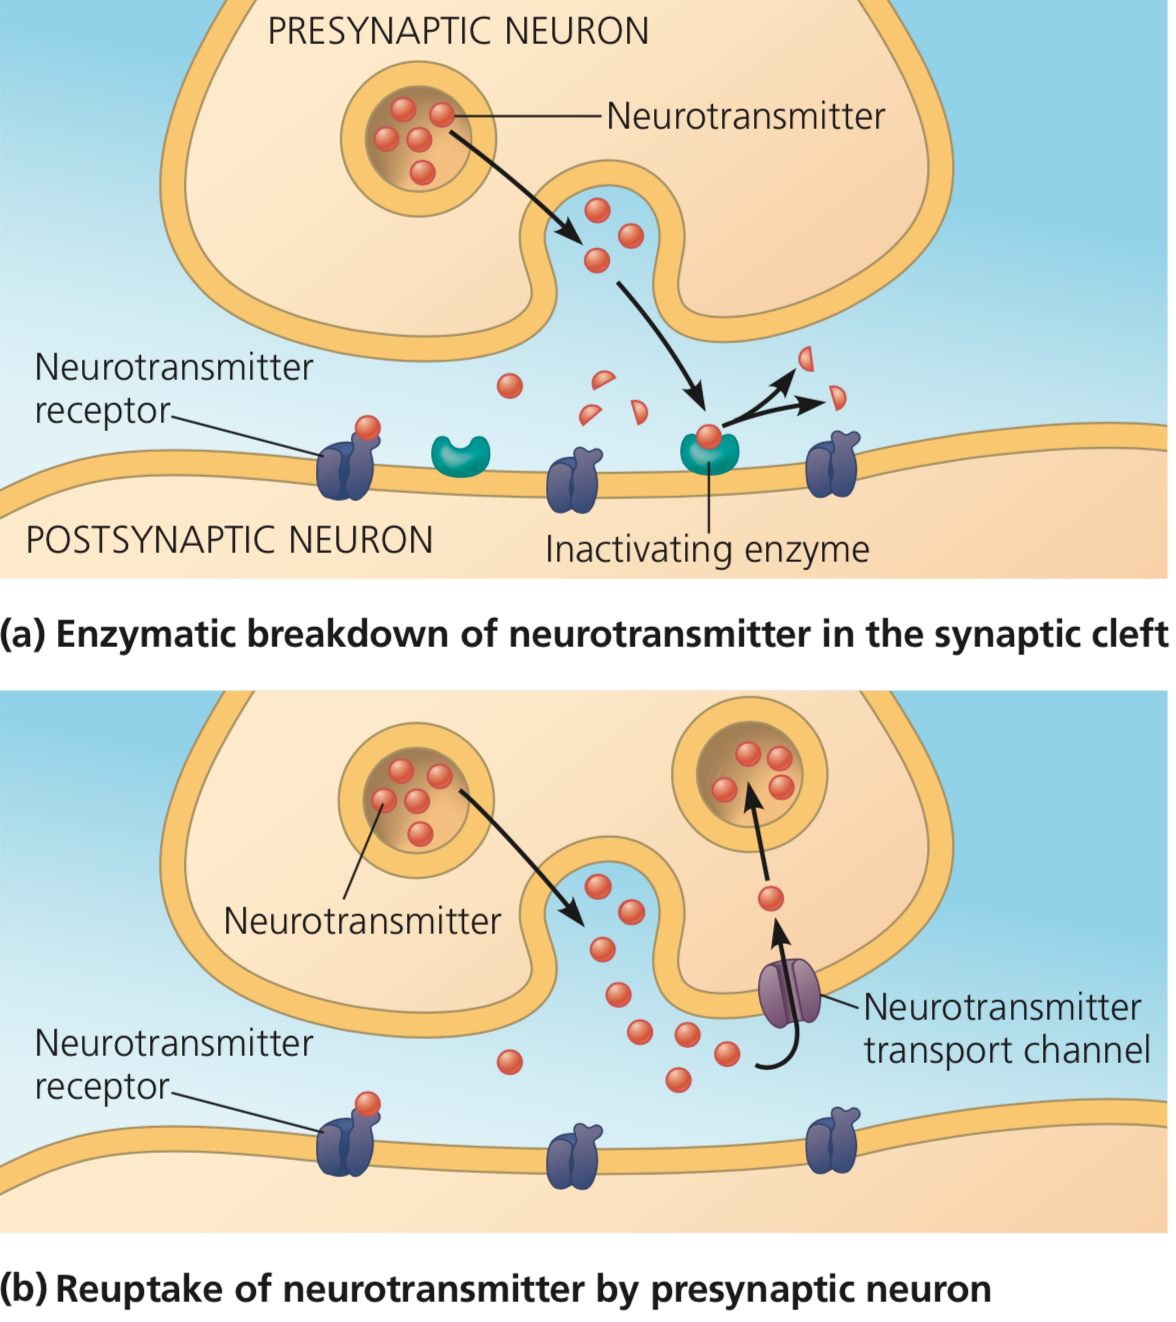 PRESYNAPTIC NEURON
Neurotransmitter
Neurotransmitter
receptor
POSTSYNAPTIC NEURON
Inactivating enzyme
(a) Enzymatic breakdown of neurotransmitter in the synaptic cleft
Neurotransmitter
Neurotransmitter
transport channel
Neurotransmitter
receptor
(b) Reuptake of neurotransmitter by presynaptic neuron